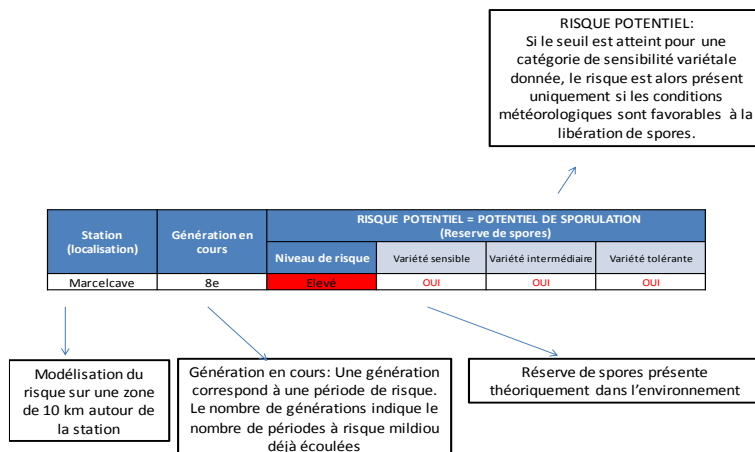 RISQUE POTENTIEL:
Si le seuil est atteint pour une
catégorie de sensibilité variétale
donnée, le risque est alors présent
uniquement si les conditions
météorologiques sont favorables à la
libération de spores.
Station
(localisation)
Génération en
cours
RISQUE POTENTIEL = POTENTIEL DE SPORULATION
(Reserve de spores)
Niveau de risque
Variété sensible
Variété intermédiaire
Variété tolérante
Marcelcave
8e
Elevé
OUI
OUI
OUI
Modélisation du
risque sur une zone
de 10 km autour de
la station
Génération en cours: Une génération
correspond à une période de risque.
Le nombre de générations indique le
nombre de périodes à risque mildiou
déjà écoulées
Réserve de spores présente
théoriquement dans l'environnement